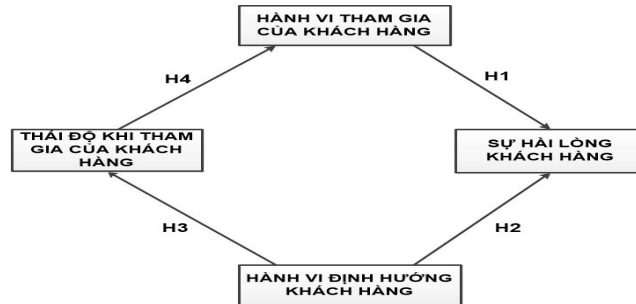 HÀNH VI THAM GIA
CỦA KHÁCH HÀNG
H4
H1
THÁI ĐỘ KHI THAM
GIA CỦA KHÁCH
HÀNG
SỰ HÀI LÒNG
KHÁCH HÀNG
H3
H2
HÀNH VI ĐỊNH HƯỚNG
KHÁCH HÀNG